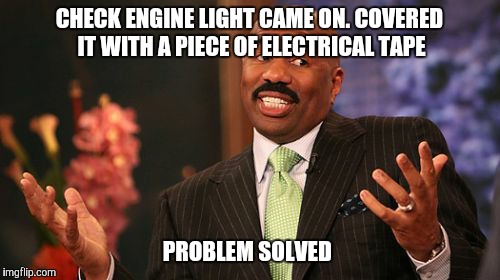 CHECK ENGINE LIGHT CAME ON. COVERED
IT WITH A PIECE OF ELECTRICAL TAPE
PROBLEM SOLVED
imgflip.com